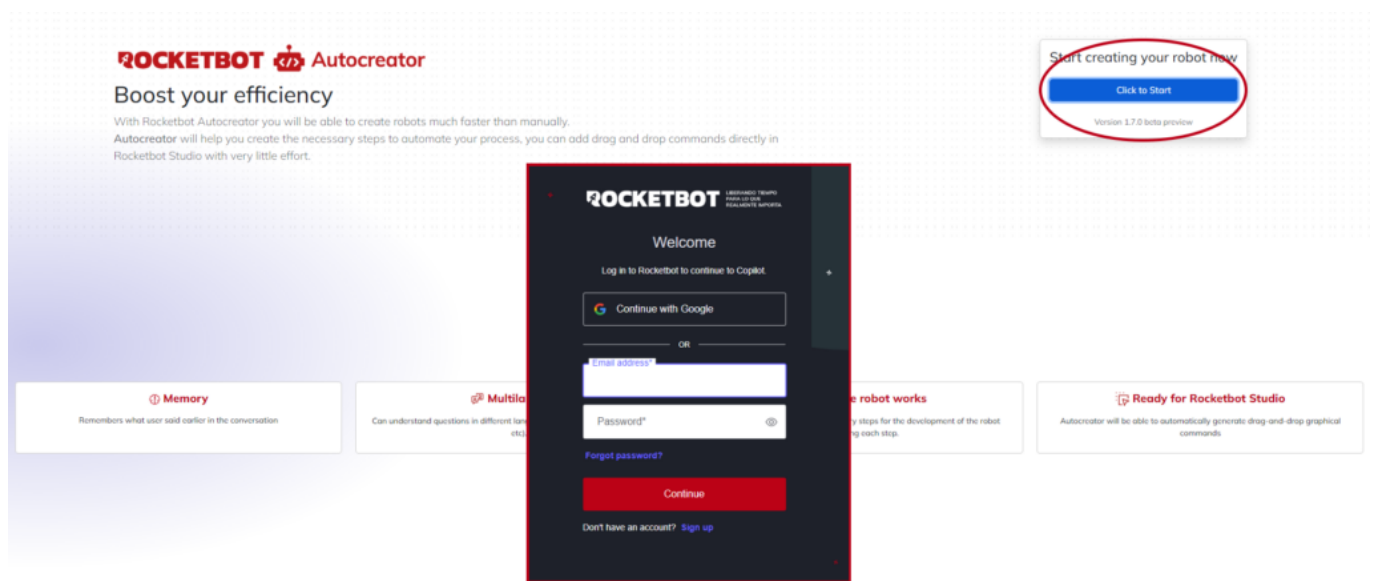 ROCKETBOT Autocreator
Boost your efficiency
With Rocketbot Autocreator you will be able to create robots much faster than manually.
Autocreator will help you create the necessary steps to automate your process, you can add drag and drop commands directly in
Rocketbot Studio with very little effort.
Start creating your robot now
Click to Start
Version 1.7.0 beta preview
ROCKETBOT
LIBERANDO TIEMPO
PARA LO QUE
REALMENTE IMPORTA
Welcome
Log in to Rocketbot to continue to Copilot.
Continue with Google
OR
Email address*
Password*
Forgot password?
Continue
Don't have an account? Sign up
Memory
Remembers what user said earlier in the conversation
Multila
Can understand questions in different lan
etc)
e robot works
y steps for the development of the robot
ng each step.
Ready for Rocketbot Studio
Autocreator will be able to automatically generate drag-and-drop graphical
commands